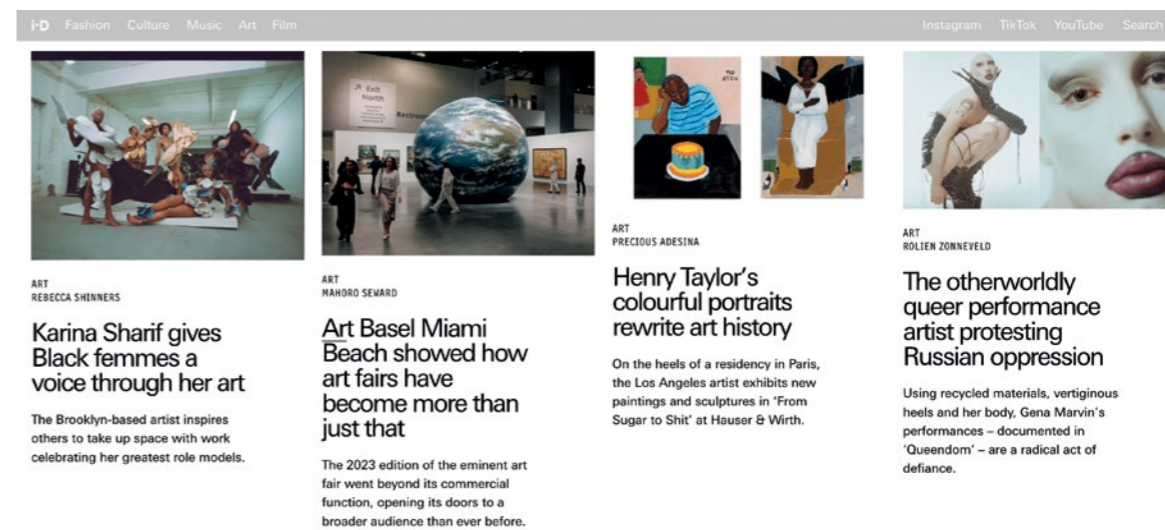 i-D Fashion Culture Music Art Film
Instagram TikTok YouTube Search
Exit
North
Restroo
ART
REBECCA SHINNERS
Karina Sharif gives
Black femmes a
voice through her art
The Brooklyn-based artist inspires
others to take up space with work
celebrating her greatest role models.
ART
MAHORO SEWARD
Art Basel Miami
Beach showed how
art fairs have
become more than
just that
The 2023 edition of the eminent art
fair went beyond its commercial
function, opening its doors to a
broader audience than ever before.
ART
PRECIOUS ADESINA
Henry Taylor's
colourful portraits
rewrite art history
On the heels of a residency in Paris,
the Los Angeles artist exhibits new
paintings and sculptures in 'From
Sugar to Shit' at Hauser & Wirth.
ART
ROLIEN ZONNEVELD
The otherworldly
queer performance
artist protesting
Russian oppression
Using recycled materials, vertiginous
heels and her body, Gena Marvin's
performances – documented in
'Queendom' – are a radical act of
defiance.